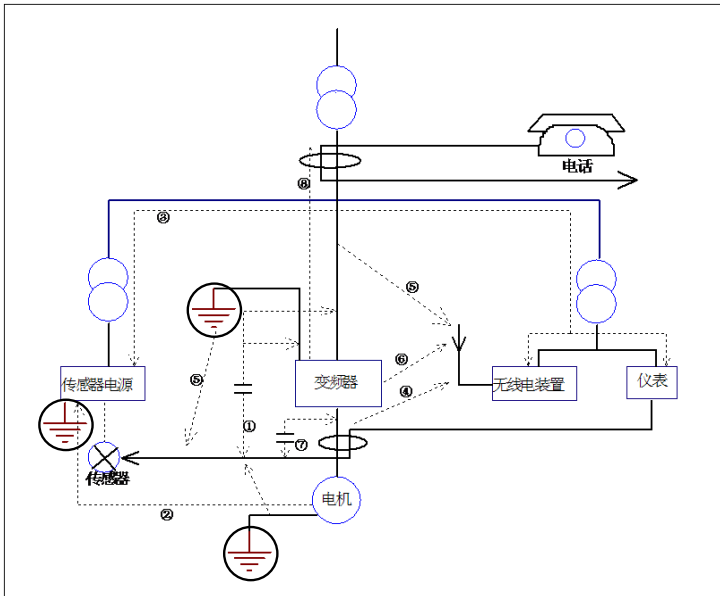 电话
⑧
③
⑤
⑤
⑥
④
传感器电源
变频器
无线电装置
仪表
①
⑦
传感器
电机
②